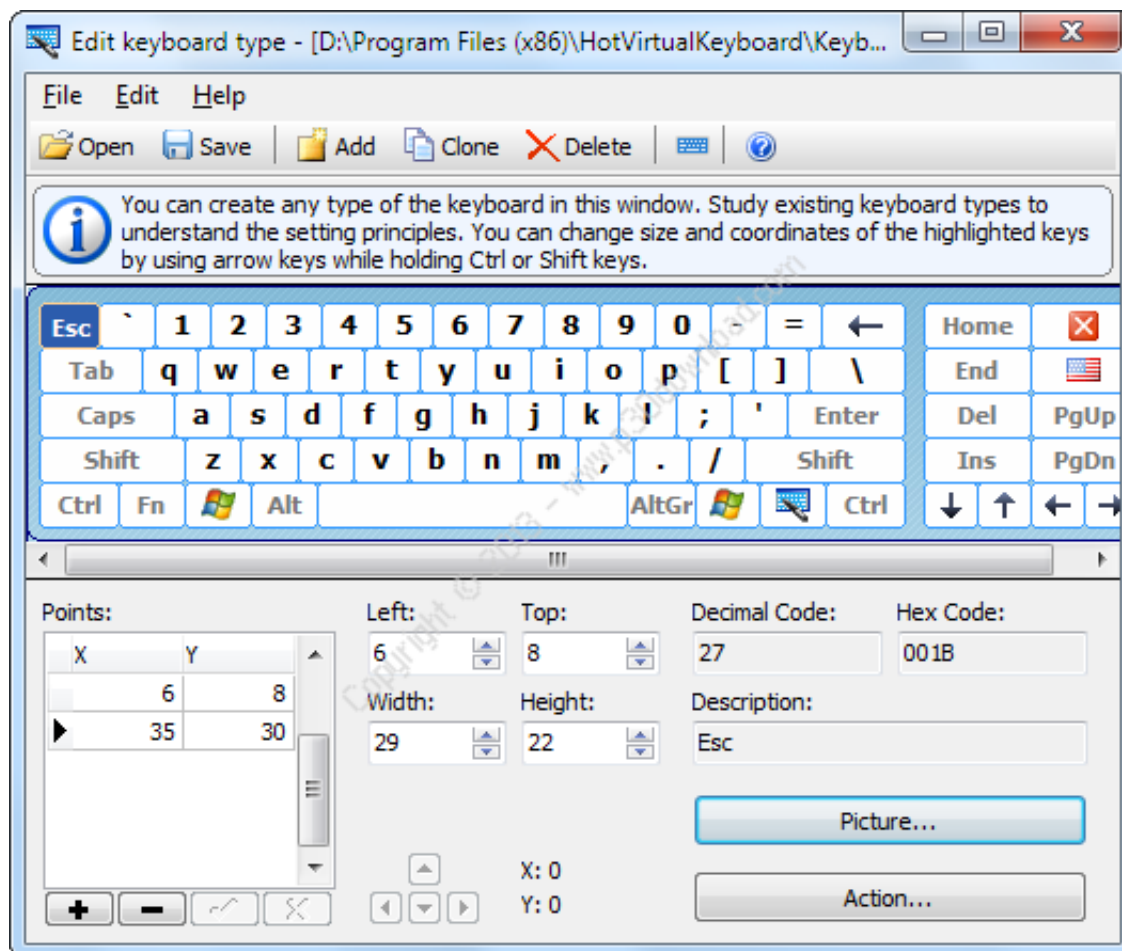 Edit keyboard type - [D:\Program Files (x86)\HotVirtualKeyboard\Keyb...
File Edit Help
Open Save Add Clone Delete
You can create any type of the keyboard in this window. Study existing keyboard types to
understand the setting principles. You can change size and coordinates of the highlighted keys
by using arrow keys while holding Ctrl or Shift keys.
Esc ` 1 2 3 4 5 6 7 8 9 0 - = ← Home
Tab q w e r t y u i o p [ ] \ End
Caps a s d f g h j k l ; ' Enter Del PgUp
Shift z x c v b n m , . / Shift Ins PgDn
Ctrl Fn Alt AltGr Ctrl ↓ ↑ ← →
Copyright © 2013 - www.p30download.com
Points: Left: Top: Decimal Code: Hex Code:
X Y 6 8 27 001B
6 8 Width: Height: Description:
35 30 29 22 Esc
Picture...
X: 0
Y: 0 Action...